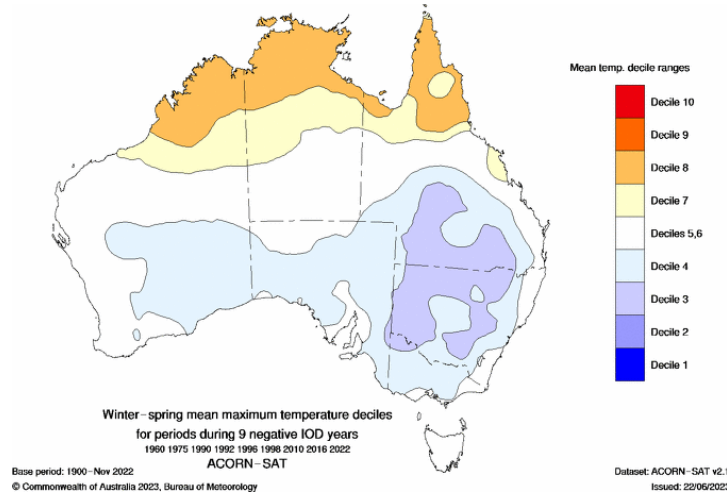 Mean temp. decile ranges
Decile 10
Decile 9
Decile 8
Decile 7
Deciles 5,6
Decile 4
Decile 3
Decile 2
Decile 1
Winter-spring mean maximum temperature deciles
for periods during 9 negative IOD years
1960 1975 1990 1992 1996 1998 2010 2016 2022
ACORN-SAT
Base period: 1900-Nov 2022
© Commonwealth of Australia 2023, Bureau of Meteorology
Dataset: ACORN-SAT v2.1
Issued: 22/06/2023